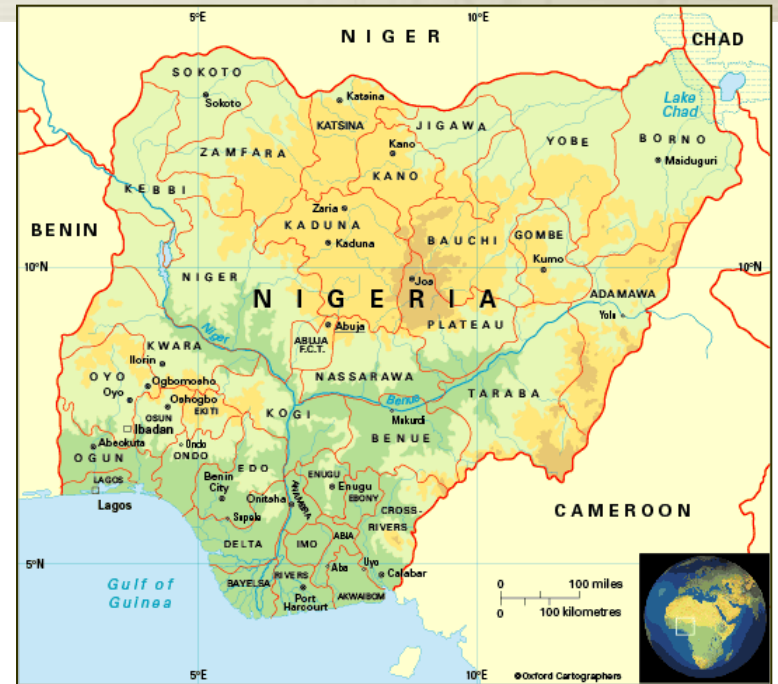 5°E
10°E
NIGER
CHAD
SOKOTO
Sokoto
Katsina
KATSINA
JIGAWA
Lake
Chad
YOBE
BORNO
Kano
ZAMFARA
Maiduguri
KANO
KEBBI
Zaria
KADUNA
BENIN
GOMBE
BAUCHI
Kaduna
Kumo
10°N
10°N
NIGER
Jos
NIGERIA
ADAMAWA
Yola
Abuja
PLATEAU
Niger
ABUJA
F.C.T.
KWARA
Ilorin
NASSARAWA
OYO
Ogbomosho
TARABA
Oyo
Oshogbo
Benue
EKITI
KOGI
OSUN
Makurdi
Ibadan
BENUE
Abeokuta
Ondo
OGUN
ONDO
EDO
LAGOS
Benin
City
ENUGU
Enugu
Onitsha
ANAMBRA
EBONY
Lagos
CROSS-
RIVERS
CAMEROON
Sapele
DELTA
IMO
ABIA
5°N
Aba
Uyo
Calabar
Gulf of
Guinea
BAYELSA
RIVERS
Port
Harcourt
AKWAIBOM
0
100 miles
0
100 kilometres
5°E
10°E
©Oxford Cartographers